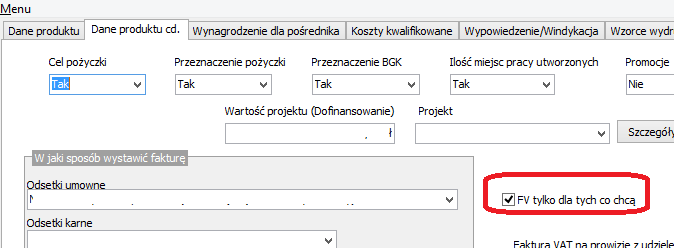 Menu
Dane produktu Dane produktu cd. Wynagrodzenie dla pośrednika Koszty kwalifikowane Wypowiedzenie/Windykacja Wzorce wydr
Cel pożyczki Przeznaczenie pożyczki Przeznaczenie BGK Ilość miejsc pracy utworzonych Promocje
Tak Tak Tak Tak Nie
Wartość projektu (Dofinansowanie) Projekt
, ł Szczegóły
W jaki sposób wystawić fakturę
Odsetki umowne
FV tylko dla tych co chcą
Odsetki karne
Faktura VAT na prowizje z udziele